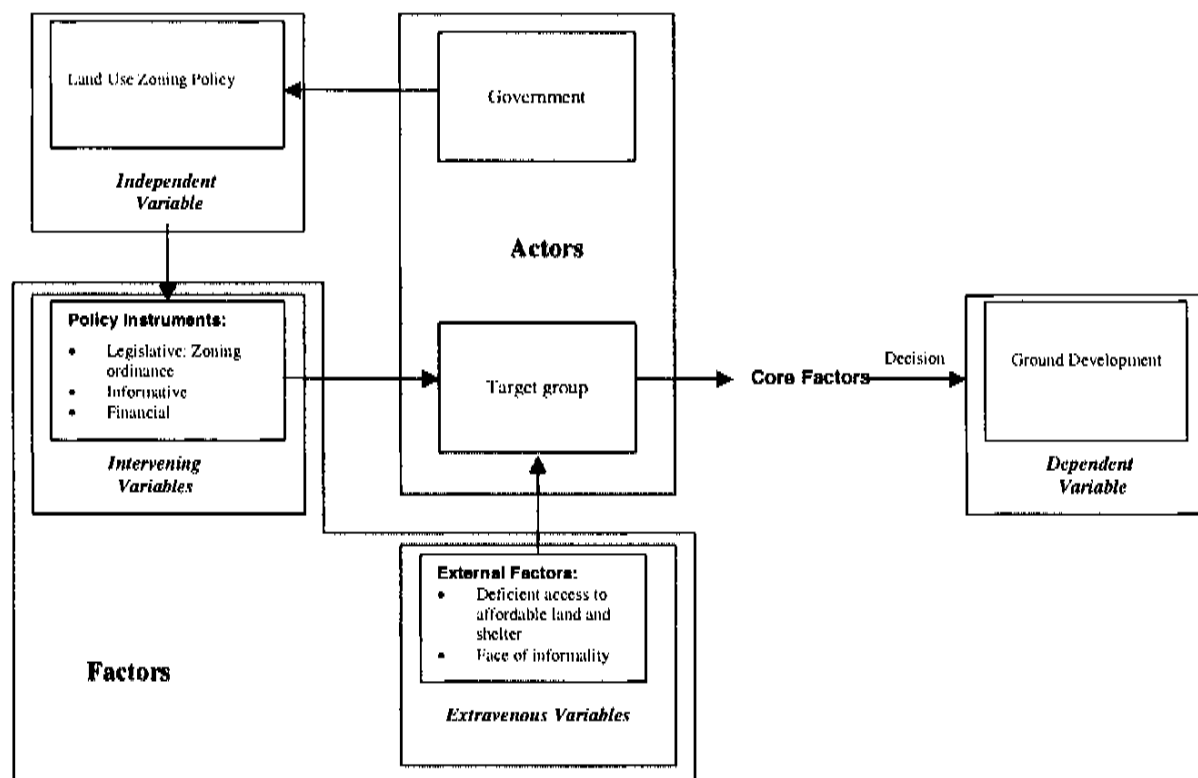 Land Use Zoning Policy
Independent
Variable
Government
Actors
Policy Instruments:
• Legislative: Zoning
ordinance
• Informative
• Financial
Intervening
Variables
Target group
Core Factors
Decision
Ground Development
Dependent
Variable
External Factors:
• Deficient access to
affordable land and
shelter
• Face of informality
Extravenous Variables
Factors